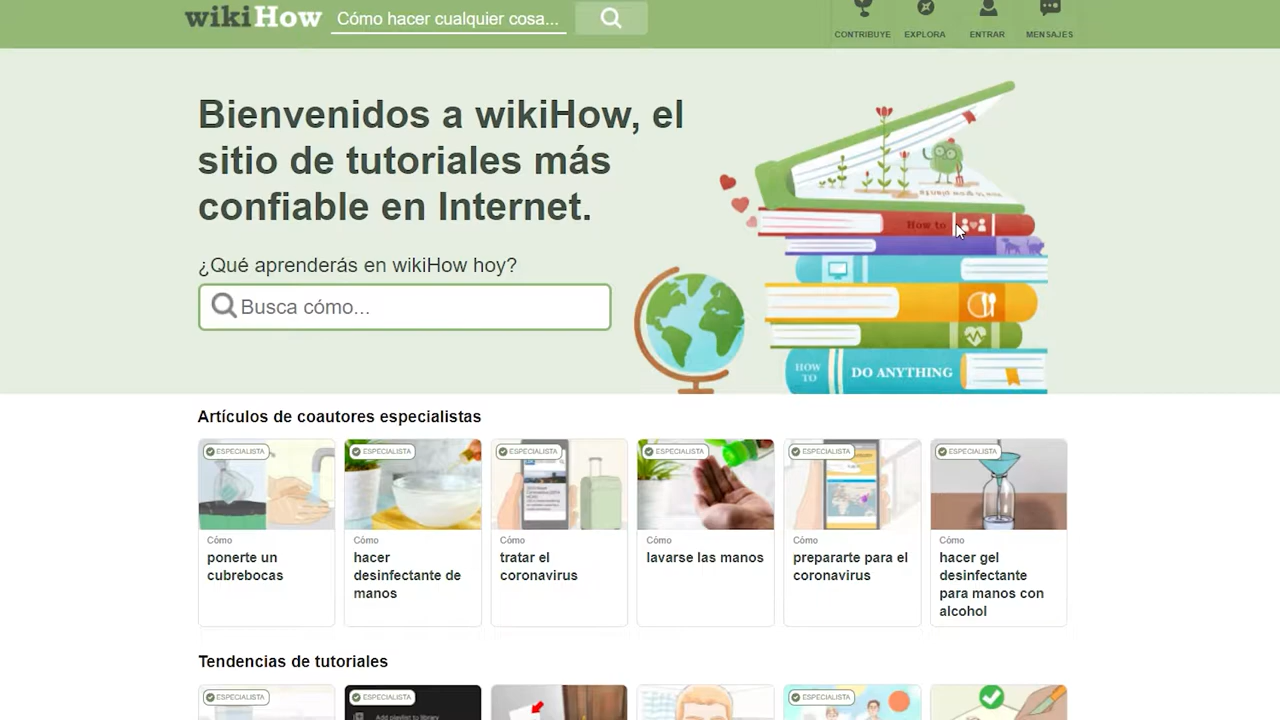 wikiHow
Cómo hacer cualquier cosa...
CONTRIBUYE
EXPLORA
ENTRAR
MENSAJES
Bienvenidos a wikiHow, el
sitio de tutoriales más
confiable en Internet.
¿Qué aprenderás en wikiHow hoy?
Busca cómo...
How to
HOW
TO
DO ANYTHING
Artículos de coautores especialistas
ESPECIALISTA
Cómo
ponerte un
cubrebocas
ESPECIALISTA
Cómo
hacer
desinfectante de
manos
ESPECIALISTA
Cómo
tratar el
coronavirus
ESPECIALISTA
Cómo
lavarse las manos
ESPECIALISTA
Cómo
prepararte para el
coronavirus
ESPECIALISTA
Cómo
hacer gel
desinfectante
para manos con
alcohol
Tendencias de tutoriales
ESPECIALISTA
ESPECIALISTA
Add playlist to library
ESPECIALISTA